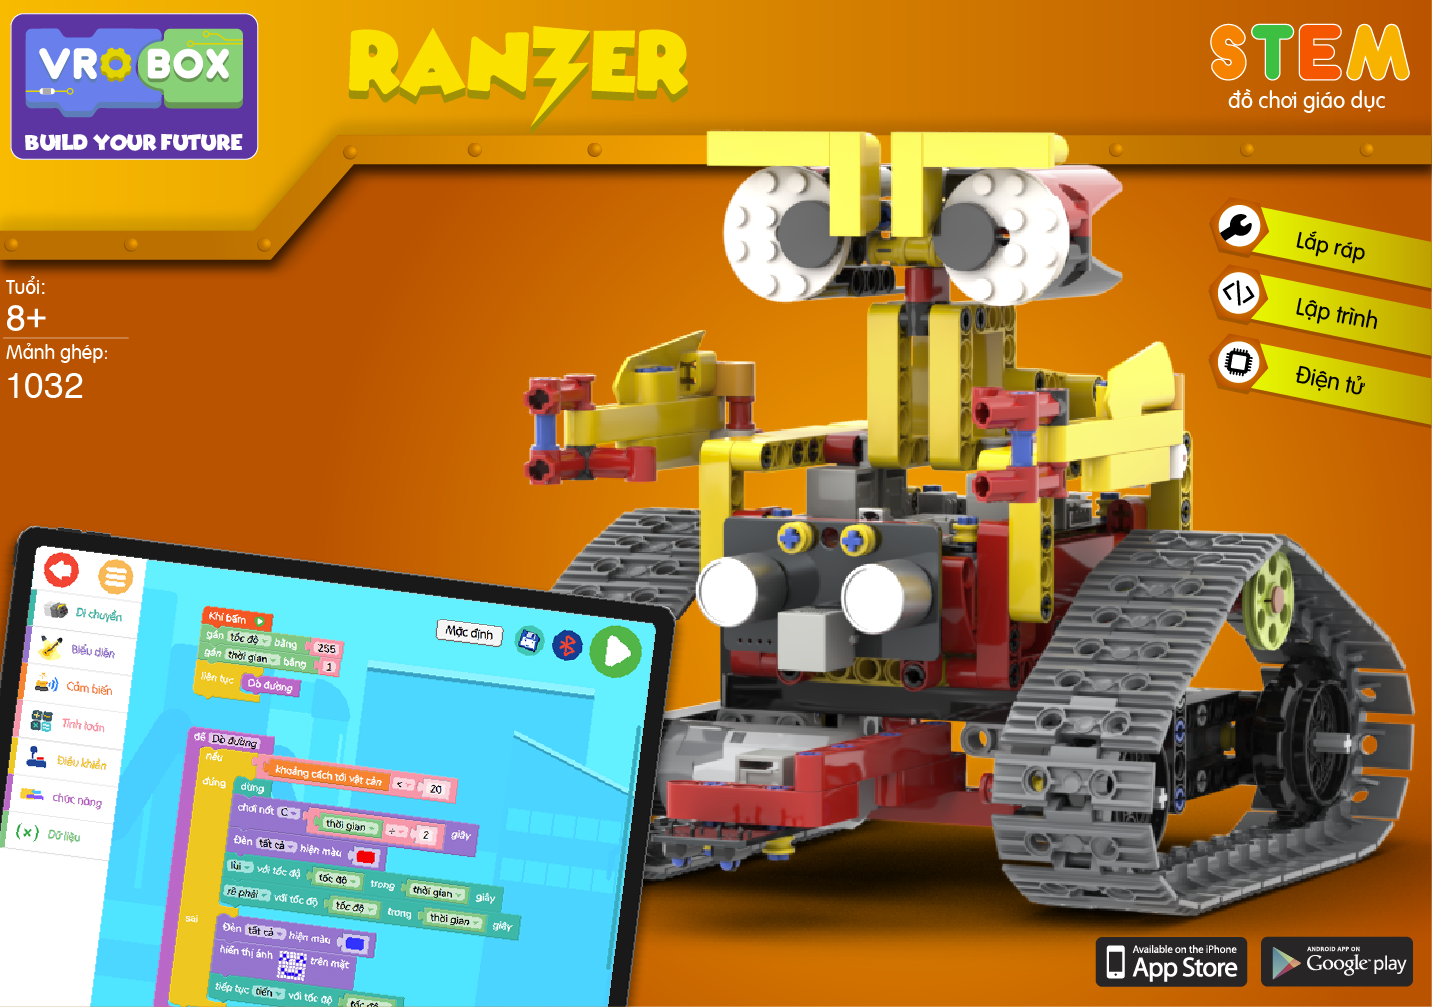 VROBOX
BUILD YOUR FUTURE
RANZER
STEM
đồ chơi giáo dục
Tuổi:
8+
Mảnh ghép:
1032
Lắp ráp
Lập trình
Điện tử
Di chuyển
Biểu diễn
Cảm biến
Tính toán
Điều khiển
chức năng
Dữ liệu
Mặc định
Khi bấm
gán tốc độ bằng 255
gán thời gian bằng 1
liên tục Dò đường
để Dò đường
nếu khoảng cách tới vật cản < 20
đúng dừng
chơi nốt C thời gian ÷ 2 giây
Đèn tất cả hiện màu
lùi với tốc độ tốc độ trong thời gian giây
rẽ phải với tốc độ tốc độ trong thời gian giây
sai Đèn tất cả hiện màu
hiển thị ảnh trên mặt
tiếp tục tiến với tốc độ tốc độ
Available on the iPhone
App Store
ANDROID APP ON
Google play